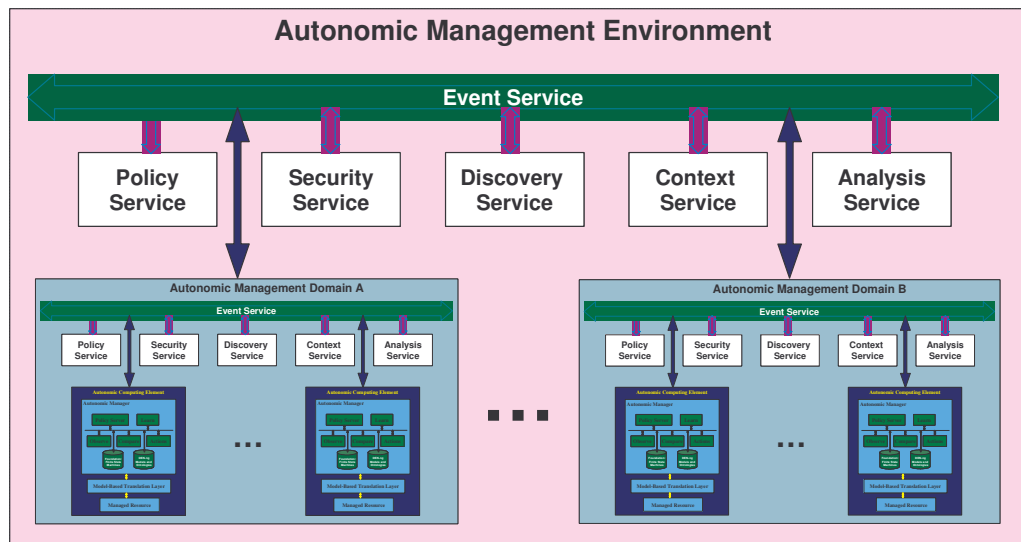 Autonomic Management Environment
Event Service
Policy
Service
Security
Service
Discovery
Service
Context
Service
Analysis
Service
Autonomic Management Domain A
Event Service
Policy
Service
Security
Service
Discovery
Service
Context
Service
Analysis
Service
Autonomic Computing Element
Autonomic Manager
Model-Based Translation Layer
Managed Resource
Autonomic Computing Element
Autonomic Manager
Model-Based Translation Layer
Managed Resource
...
...
Autonomic Management Domain B
Event Service
Policy
Service
Security
Service
Discovery
Service
Context
Service
Analysis
Service
Autonomic Computing Element
Autonomic Manager
Model-Based Translation Layer
Managed Resource
...
Autonomic Computing Element
Autonomic Manager
Model-Based Translation Layer
Managed Resource